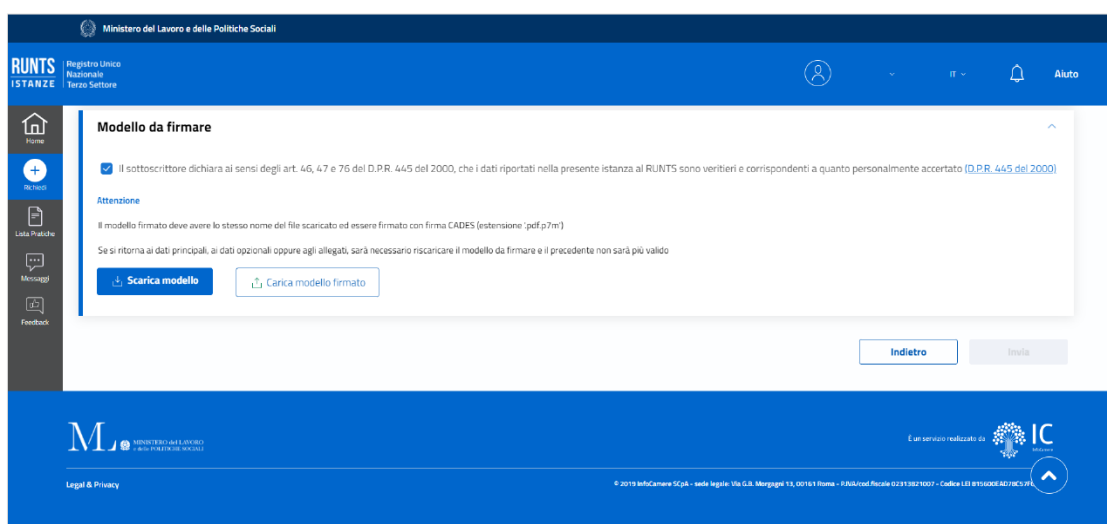 Ministero del Lavoro e delle Politiche Sociali
RUNTS
ISTANZE
Registro Unico
Nazionale
Terzo Settore
IT
Aiuto
Home
Richiedi
Lista Pratiche
Messaggi
Feedback
Modello da firmare
Il sottoscrittore dichiara ai sensi degli art. 46, 47 e 76 del D.P.R. 445 del 2000, che i dati riportati nella presente istanza al RUNTS sono veritieri e corrispondenti a quanto personalmente accertato (D.P.R. 445 del 2000)
Attenzione
Il modello firmato deve avere lo stesso nome del file scaricato ed essere firmato con firma CADES (estensione '.pdf.p7m')
Se si ritorna ai dati principali, ai dati opzionali oppure agli allegati, sarà necessario riscaricare il modello da firmare e il precedente non sarà più valido
Scarica modello
Carica modello firmato
Indietro
Invia
ML
MINISTERO del LAVORO
e delle POLITICHE SOCIALI
È un servizio realizzato da
IC
InfoCamere
Legal & Privacy
© 2019 InfoCamere SCpA - sede legale: Via G.B. Morgagni 13, 00161 Roma - P.IVA/cod.fiscale 02313821007 - Codice LEI